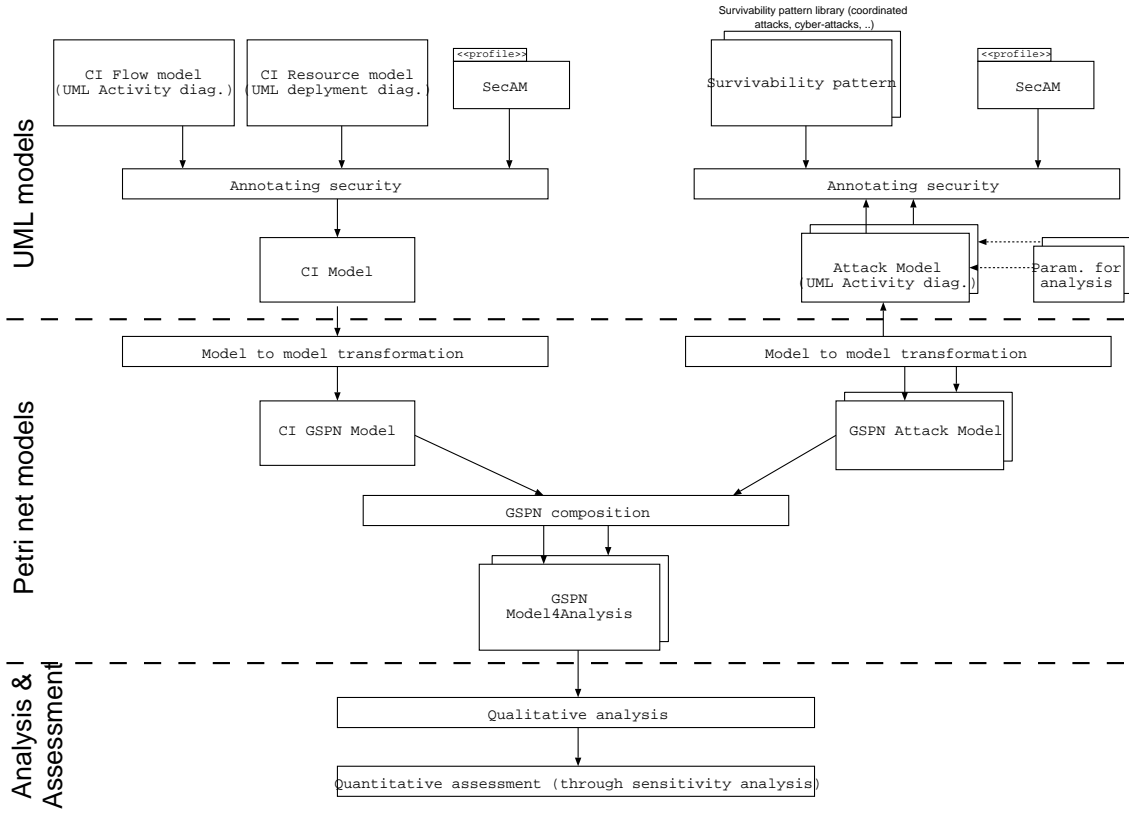 Survivability pattern library (coordinated
attacks, cyber-attacks, ..)
CI Flow model
(UML Activity diag.)
CI Resource model
(UML deplyment diag.)
<<profile>>
SecAM
Survivability pattern
<<profile>>
SecAM
UML models
Annotating security
Annotating security
CI Model
Attack Model
(UML Activity diag.)
Param. for
analysis
Petri net models
Model to model transformation
Model to model transformation
CI GSPN Model
GSPN Attack Model
GSPN composition
GSPN
Model4Analysis
Analysis &
Assessment
Qualitative analysis
Quantitative assessment (through sensitivity analysis)